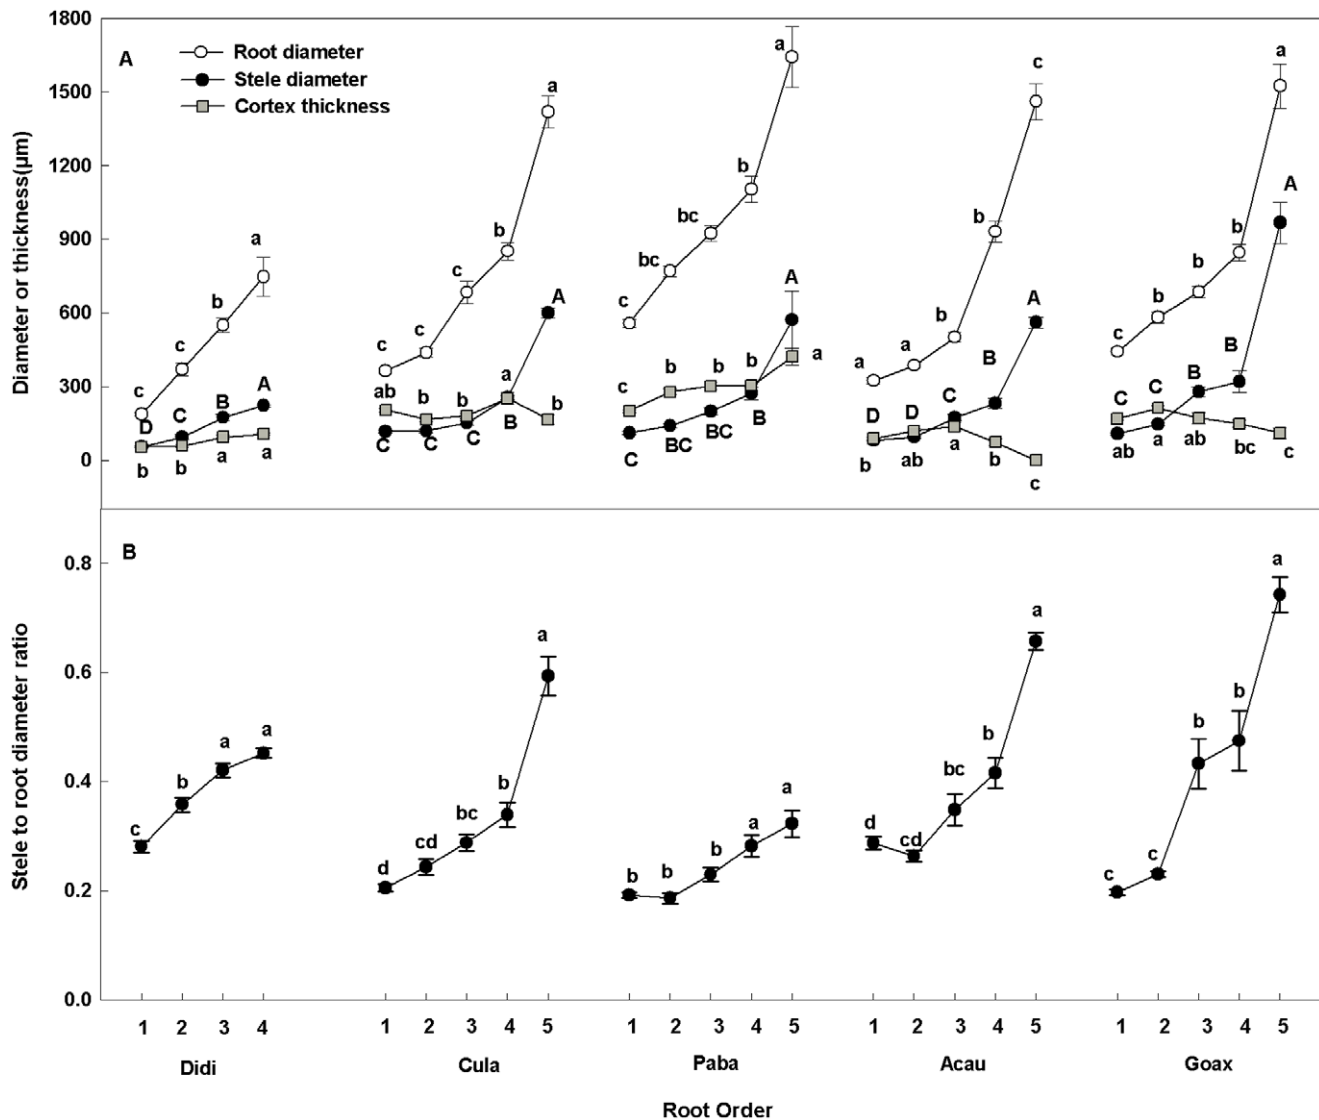 A
Root diameter
Stele diameter
Cortex thickness
Diameter or thickness(µm)
1800
1500
1200
900
600
300
0
c c b a
D C B A
b b a a
c c c b a
ab b b a b
C C C B A
c bc bc b a
c b b b a
C BC BC B A
a a b b c
D D C B A
b ab a b c
c b b b a
C C B B A
ab a ab bc c
B
Stele to root diameter ratio
0.8
0.6
0.4
0.2
0.0
c b a a
d cd bc b a
b b b a a
d cd bc b a
c c b b a
1 2 3 4 1 2 3 4 5 1 2 3 4 5 1 2 3 4 5 1 2 3 4 5
Didi Cula Paba Acau Goax
Root Order